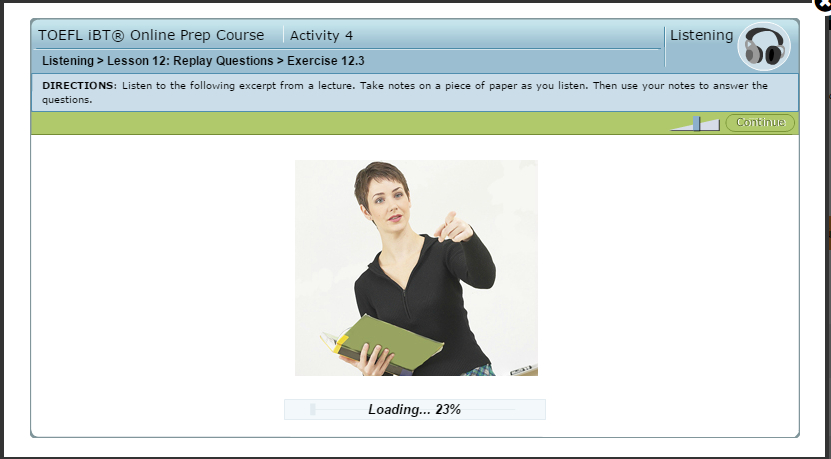 TOEFL iBT® Online Prep Course Activity 4 Listening
Listening > Lesson 12: Replay Questions > Exercise 12.3
DIRECTIONS: Listen to the following excerpt from a lecture. Take notes on a piece of paper as you listen. Then use your notes to answer the
questions.
Continue
Loading... 23%